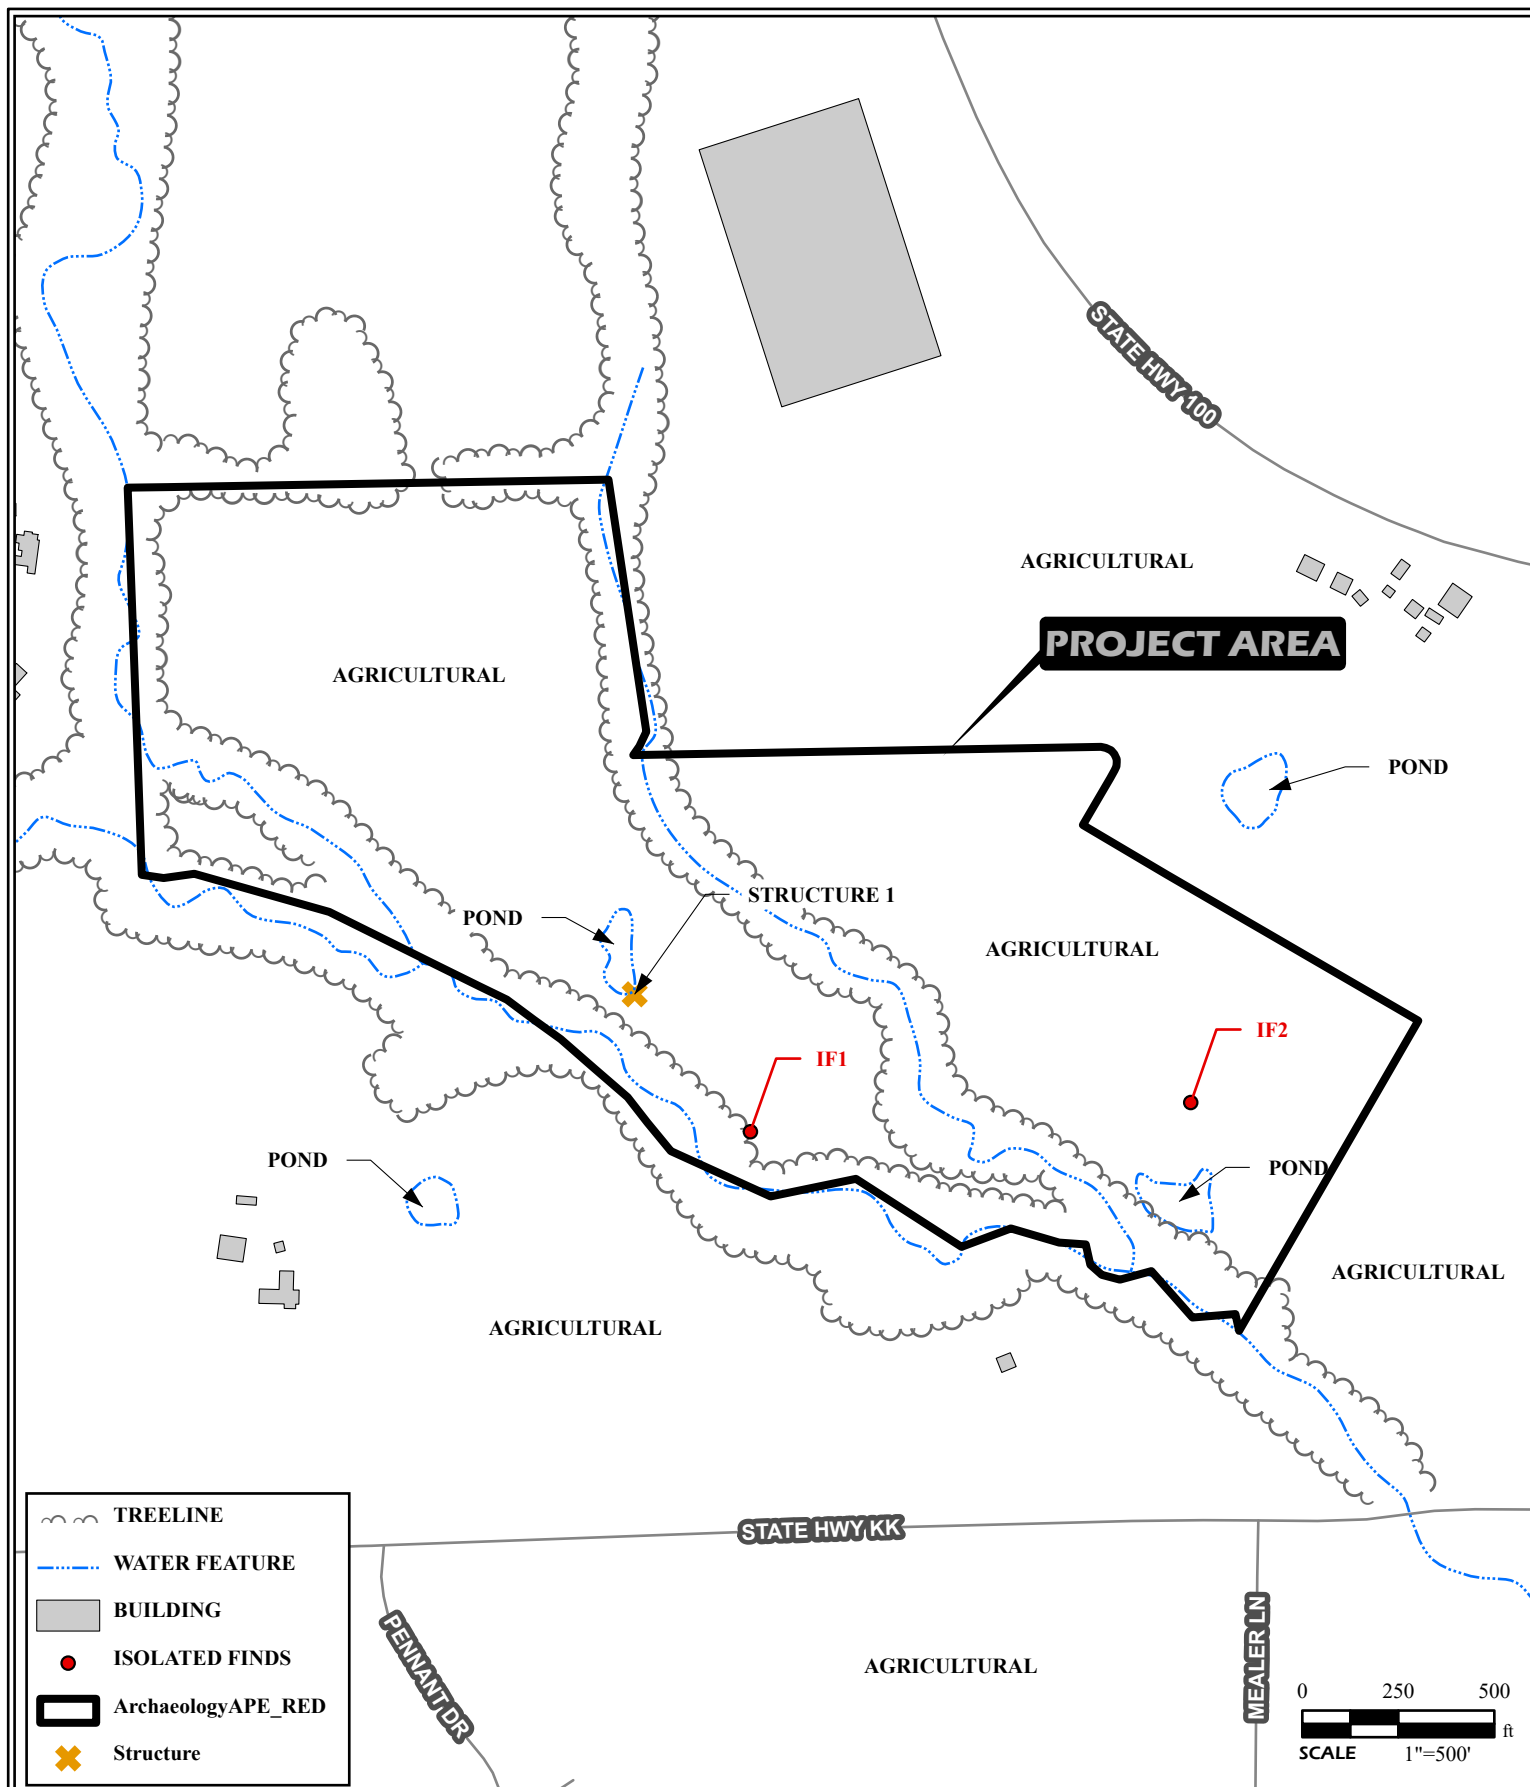 STATE HWY 100
AGRICULTURAL
PROJECT AREA
AGRICULTURAL
POND
STRUCTURE 1
POND
AGRICULTURAL
IF2
IF1
POND
POND
AGRICULTURAL
AGRICULTURAL
TREELINE
STATE HWY KK
WATER FEATURE
BUILDING
PENNANT DR
MEALER LN
ISOLATED FINDS
AGRICULTURAL
ArchaeologyAPE_RED
0 250 500
ft
Structure
SCALE 1"=500'